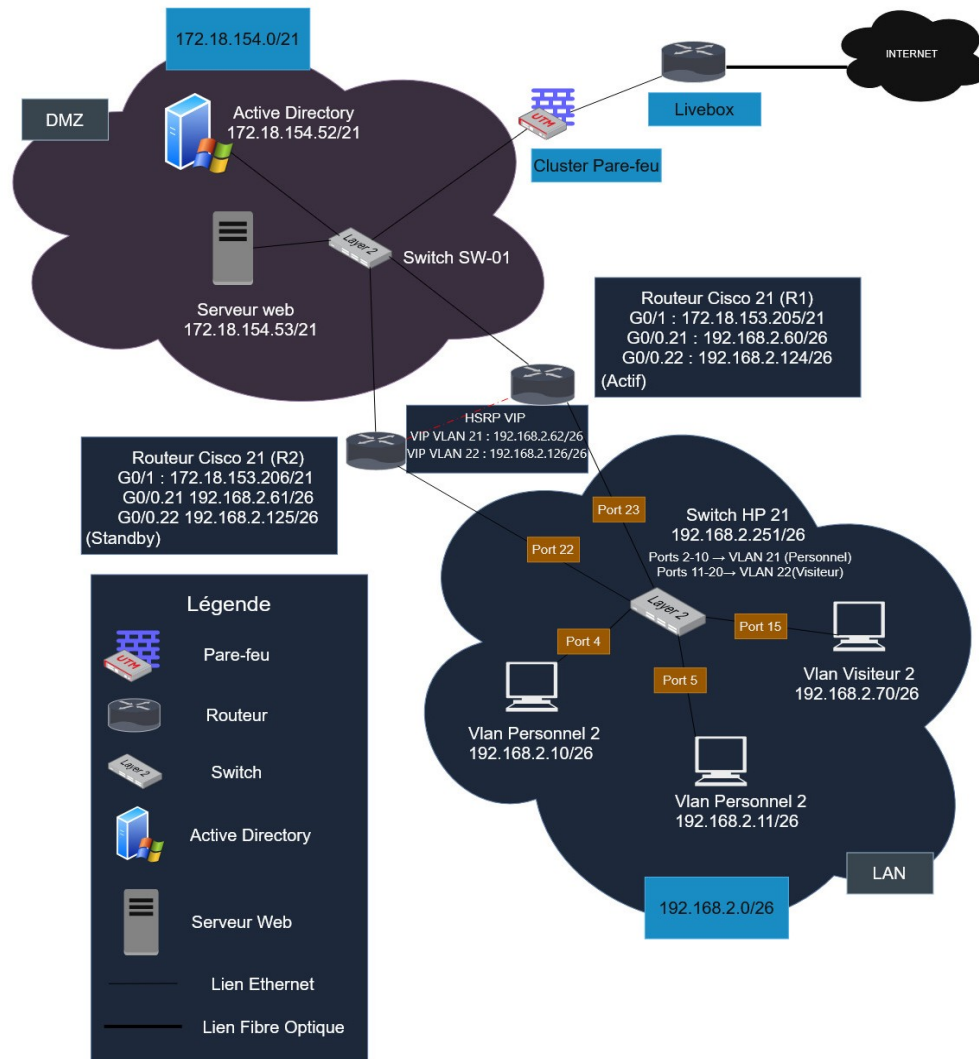 172.18.154.0/21
DMZ
Active Directory
172.18.154.52/21
UTM
Cluster Pare-feu
Livebox
INTERNET
Layer 2
Switch SW-01
Serveur web
172.18.154.53/21
Routeur Cisco 21 (R1)
G0/1 : 172.18.153.205/21
G0/0.21 : 192.168.2.60/26
G0/0.22 : 192.168.2.124/26
(Actif)
HSRP VIP
VIP VLAN 21 : 192.168.2.62/26
VIP VLAN 22 : 192.168.2.126/26
Routeur Cisco 21 (R2)
G0/1 : 172.18.153.206/21
G0/0.21 192.168.2.61/26
G0/0.22 192.168.2.125/26
(Standby)
Port 23
Port 22
Switch HP 21
192.168.2.251/26
Ports 2-10 → VLAN 21 (Personnel)
Ports 11-20→ VLAN 22(Visiteur)
Layer 2
Port 4
Port 5
Port 15
Vlan Visiteur 2
192.168.2.70/26
Vlan Personnel 2
192.168.2.10/26
Vlan Personnel 2
192.168.2.11/26
LAN
192.168.2.0/26
Légende
UTM
Pare-feu
Routeur
Layer 2
Switch
Active Directory
Serveur Web
Lien Ethernet
Lien Fibre Optique